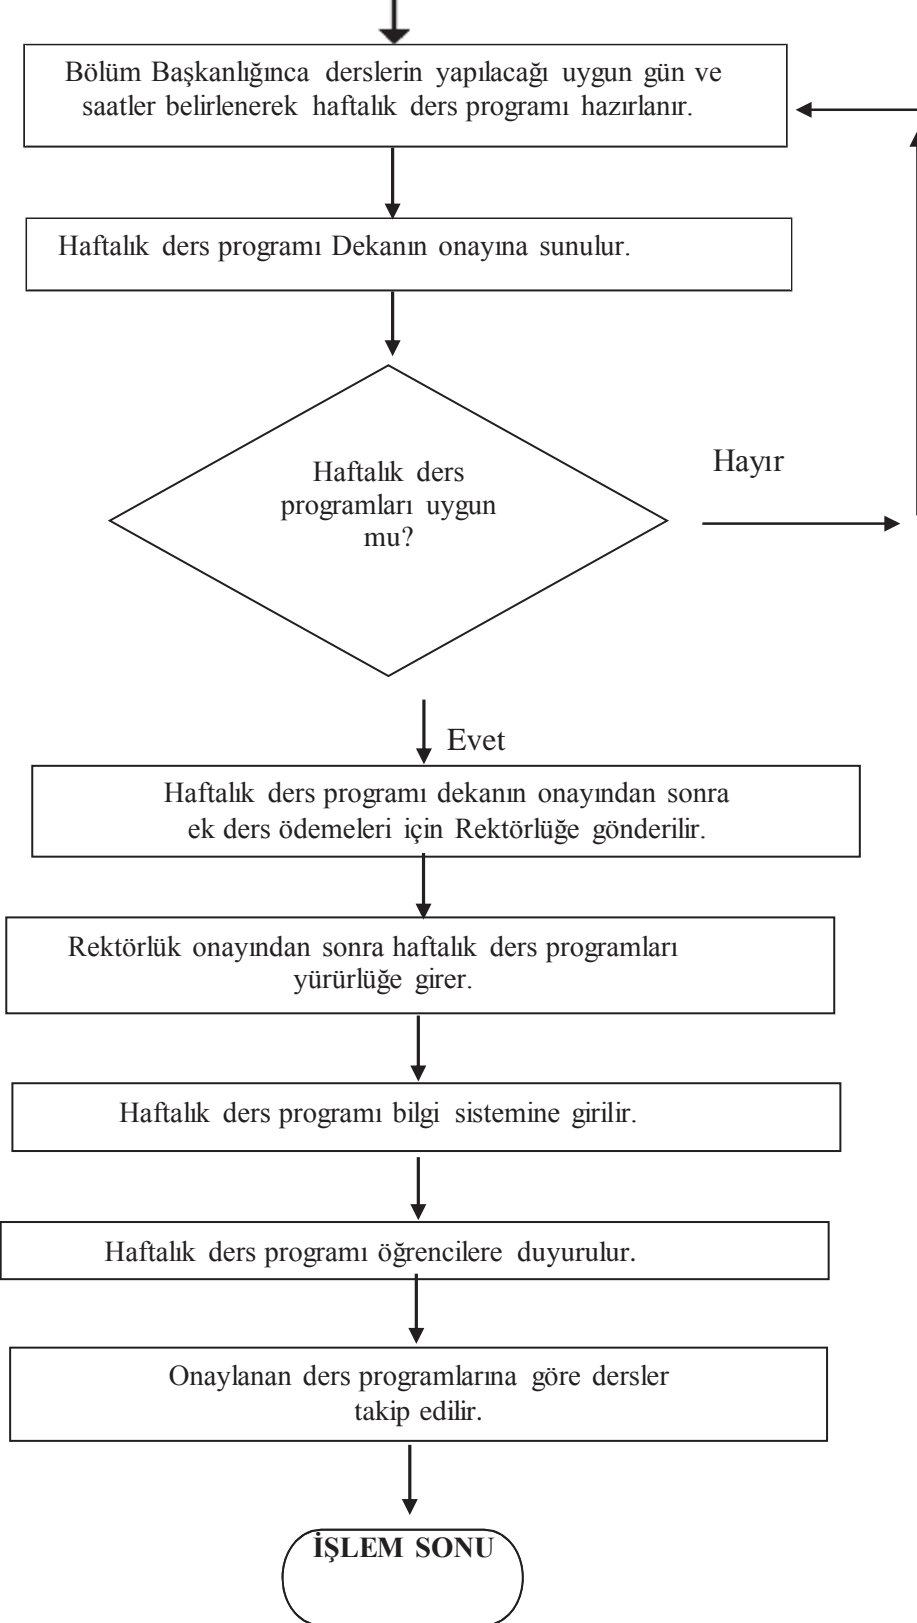 Bölüm Başkanlığınca derslerin yapılacağı uygun gün ve
saatler belirlenerek haftalık ders programı hazırlanır.
Haftalık ders programı Dekanın onayına sunulur.
Haftalık ders
programları uygun
mu?
Hayır
Evet
Haftalık ders programı dekanın onayından sonra
ek ders ödemeleri için Rektörlüğe gönderilir.
Rektörlük onayından sonra haftalık ders programları
yürürlüğe girer.
Haftalık ders programı bilgi sistemine girilir.
Haftalık ders programı öğrencilere duyurulur.
Onaylanan ders programlarına göre dersler
takip edilir.
İŞLEM SONU